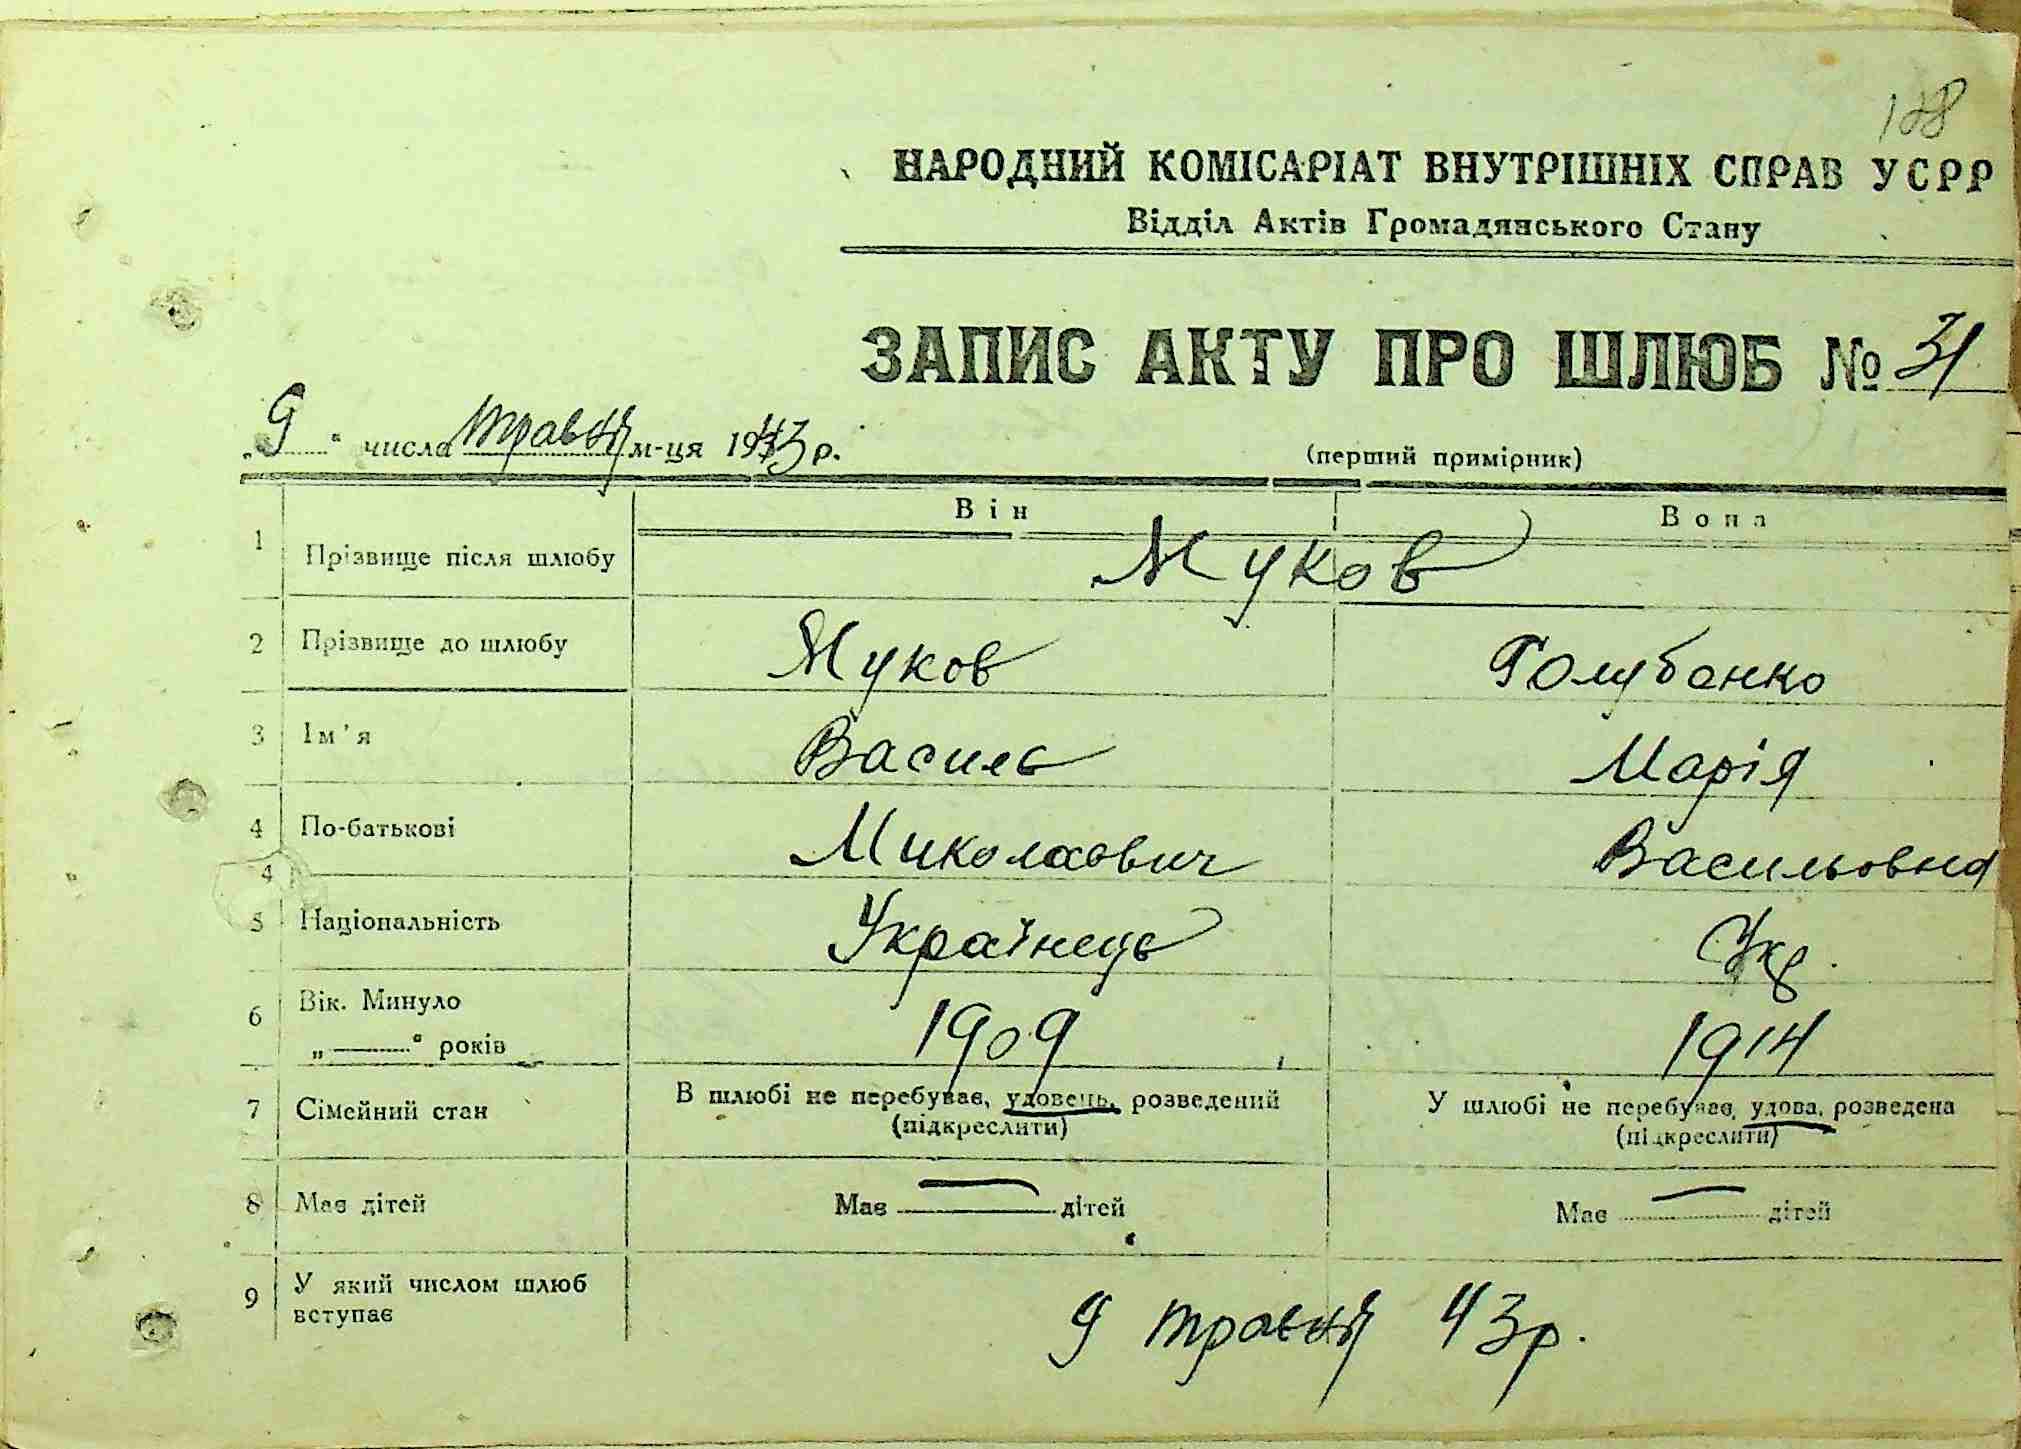 128
НАРОДНИЙ КОМІСАРІАТ ВНУТРІШНІХ СПРАВ УСРР
Відділ Актів Громадянського Стану
ЗАПИС АКТУ ПРО ШЛЮБ № 31
„9“ числа травня м-ця 1943 р.
(перший примірник)
Він Вона
1 Прізвище після шлюбу Жуков
2 Прізвище до шлюбу Жуков Голубенко
3 Ім'я Василь Марія
4 По-батькові Миколаевич Васильовна
4
5 Національність Українець Укр.
6 Вік. Минуло 1909 1914
„ — “ років
7 Сімейний стан В шлюбі не перебуває, удовець, розведений У шлюбі не перебуває, удова, розведена
(підкреслити) (підкреслити)
8 Має дітей Має — дітей Має — дітей
9 У який числом шлюб
вступає 9 травня 43 р.